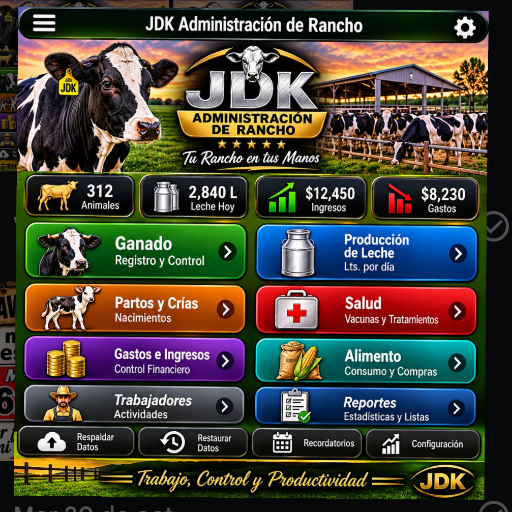 JDK Administración de Rancho
JDK
JDK
ADMINISTRACIÓN
DE RANCHO
Tu Rancho en tus Manos
312
Animales
2,840 L
Leche Hoy
$12,450
Ingresos
$8,230
Gastos
Ganado
Registro y Control
Producción
de Leche
Lts. por día
Partos y Crías
Nacimientos
Salud
Vacunas y Tratamientos
Gastos e Ingresos
Control Financiero
Alimento
Consumo y Compras
Trabajadores
Actividades
Reportes
Estadísticas y Listas
Respaldar
Datos
Restaurar
Datos
Recordatorios
Configuración
Trabajo, Control y Productividad
JDK